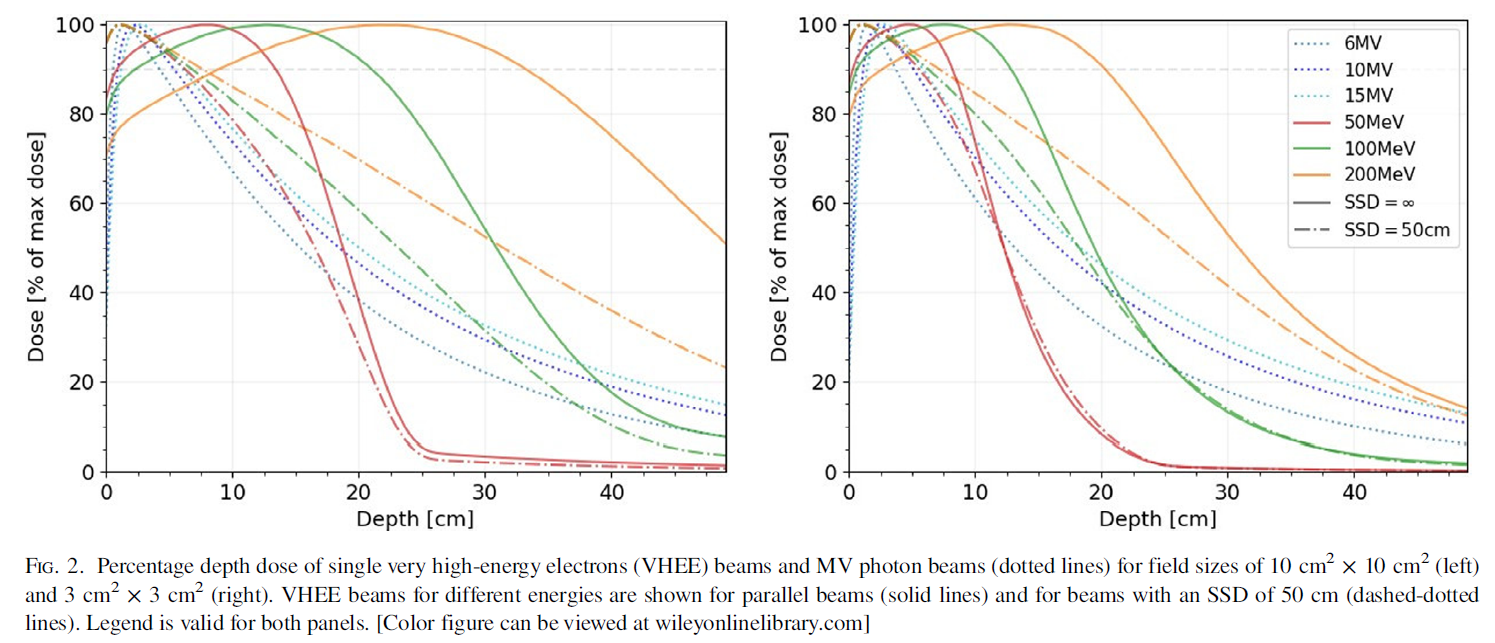 100
80
60
40
20
0
Dose [% of max dose]
0 10 20 30 40
Depth [cm]
100
80
60
40
20
0
Dose [% of max dose]
0 10 20 30 40
Depth [cm]
6MV
10MV
15MV
50MeV
100MeV
200MeV
SSD = ∞
SSD = 50cm
FIG. 2. Percentage depth dose of single very high-energy electrons (VHEE) beams and MV photon beams (dotted lines) for field sizes of 10 cm² × 10 cm² (left)
and 3 cm² × 3 cm² (right). VHEE beams for different energies are shown for parallel beams (solid lines) and for beams with an SSD of 50 cm (dashed-dotted
lines). Legend is valid for both panels. [Color figure can be viewed at wileyonlinelibrary.com]